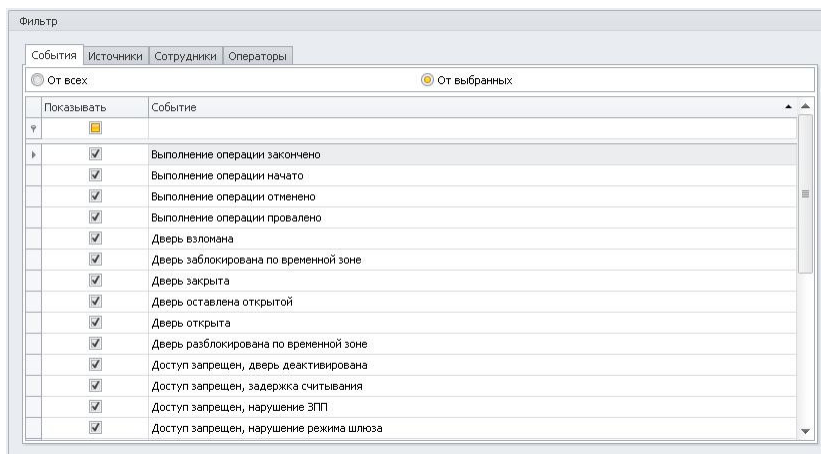 Фильтр
События Источники Сотрудники Операторы
От всех От выбранных
Показывать Событие
Выполнение операции закончено
Выполнение операции начато
Выполнение операции отменено
Выполнение операции провалено
Дверь взломана
Дверь заблокирована по временной зоне
Дверь закрыта
Дверь оставлена открытой
Дверь открыта
Дверь разблокирована по временной зоне
Доступ запрещен, дверь деактивирована
Доступ запрещен, задержка считывания
Доступ запрещен, нарушение ЗПП
Доступ запрещен, нарушение режима шлюза